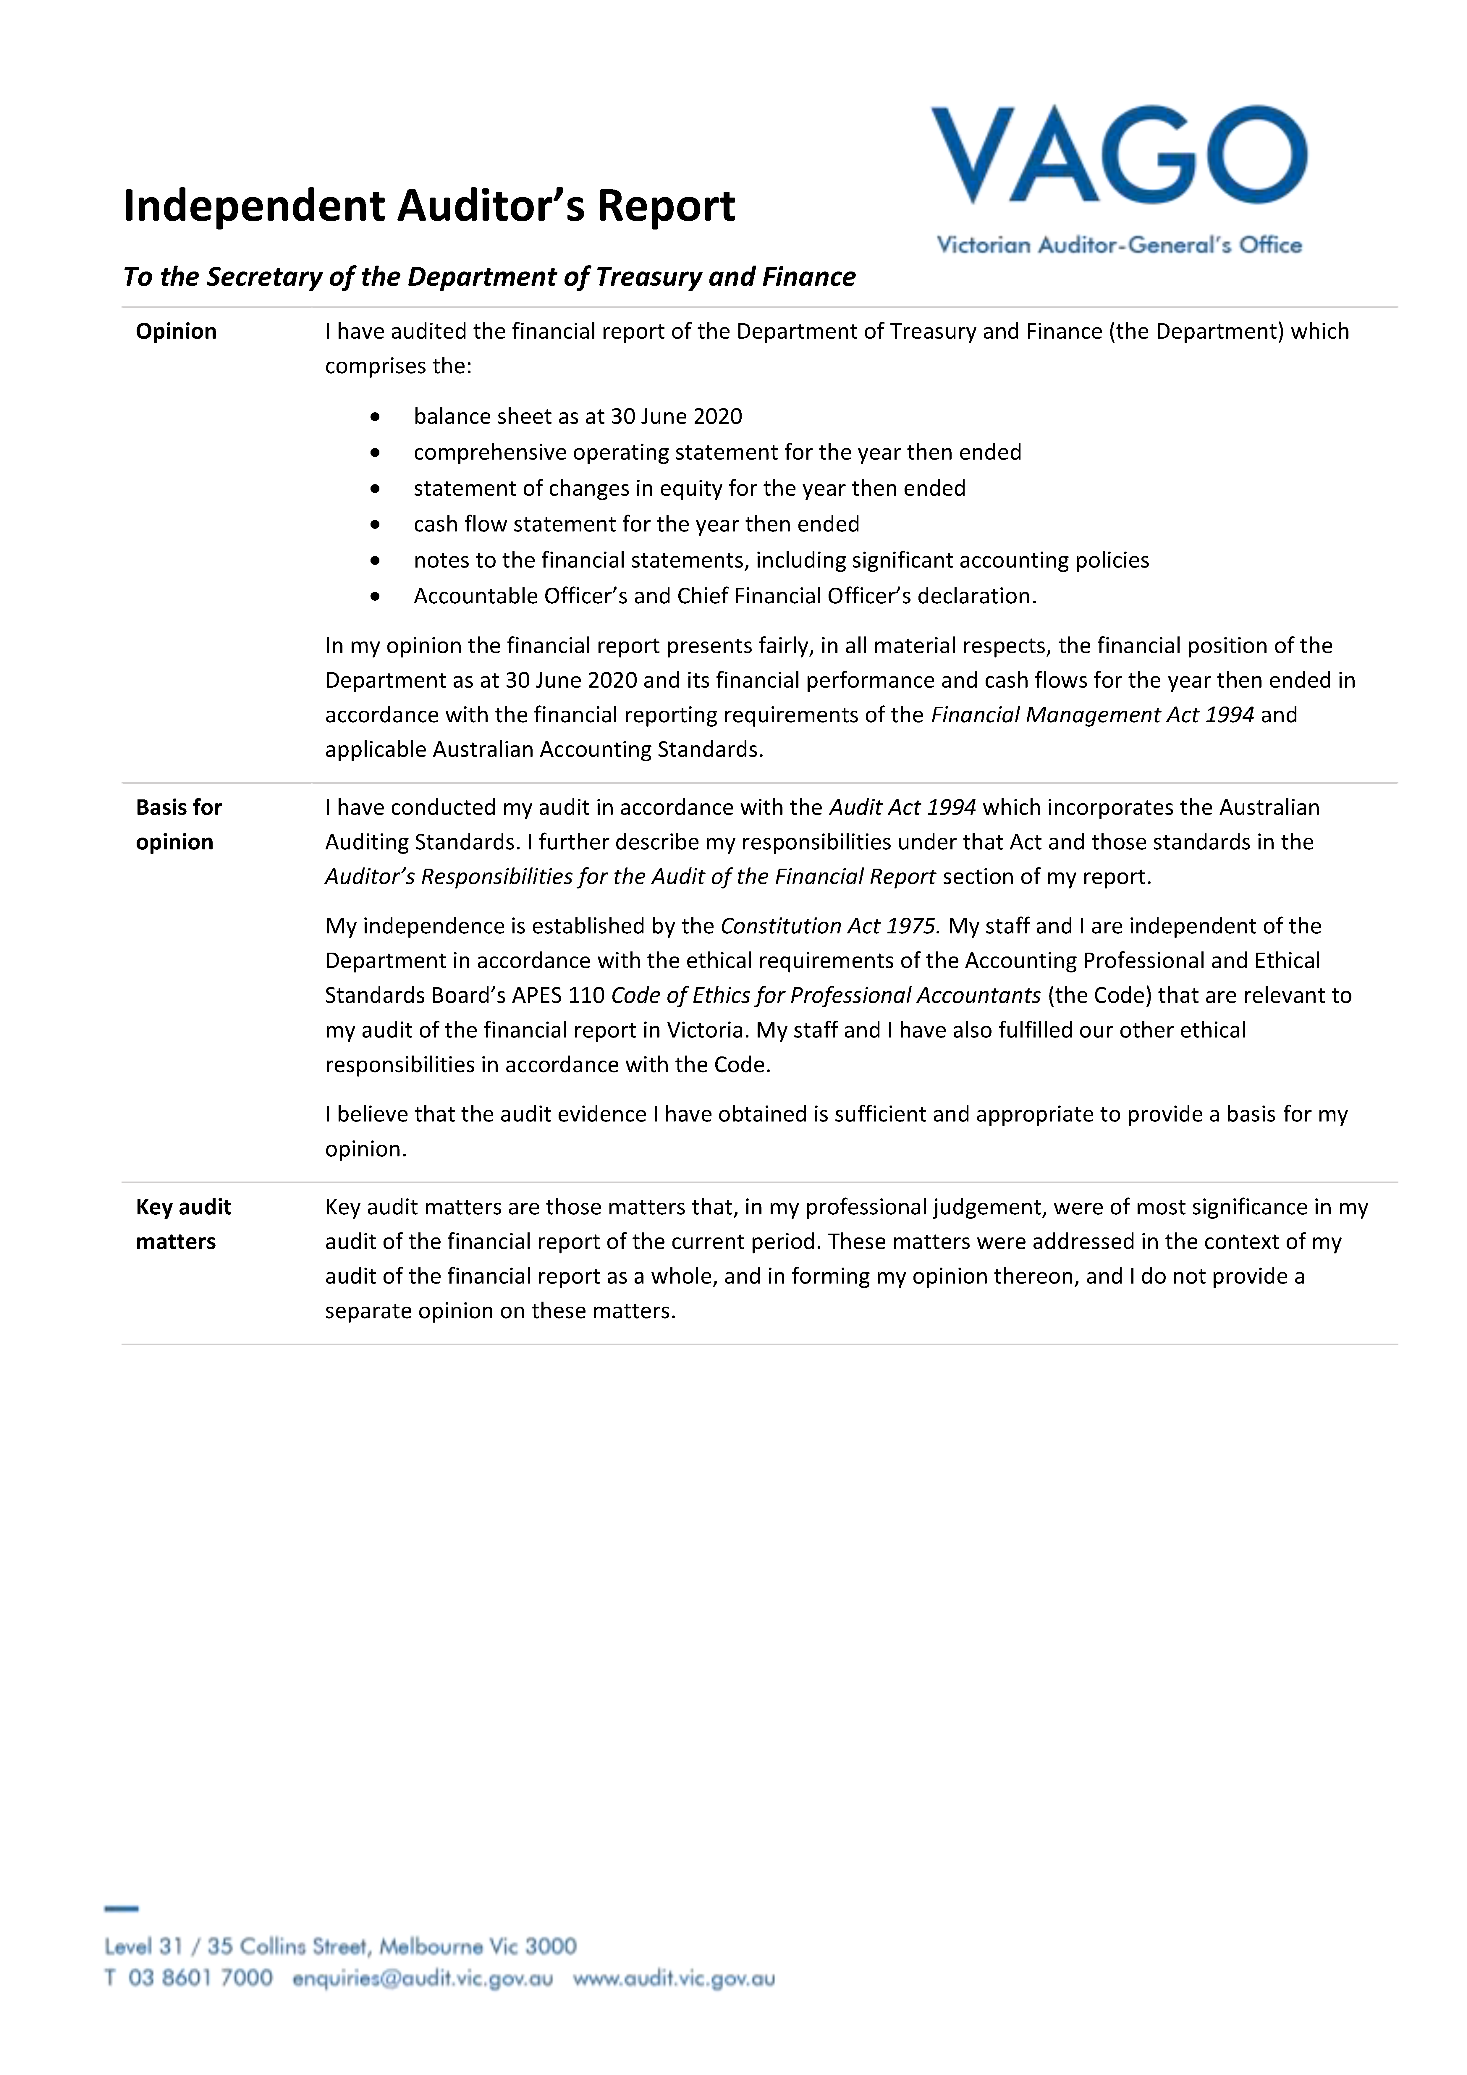 VAGO
Victorian Auditor-General's Office
Independent Auditor’s Report
To the Secretary of the Department of Treasury and Finance
Opinion
I have audited the financial report of the Department of Treasury and Finance (the Department) which
comprises the:
• balance sheet as at 30 June 2020
• comprehensive operating statement for the year then ended
• statement of changes in equity for the year then ended
• cash flow statement for the year then ended
• notes to the financial statements, including significant accounting policies
• Accountable Officer’s and Chief Financial Officer’s declaration.
In my opinion the financial report presents fairly, in all material respects, the financial position of the
Department as at 30 June 2020 and its financial performance and cash flows for the year then ended in
accordance with the financial reporting requirements of the Financial Management Act 1994 and
applicable Australian Accounting Standards.
Basis for
opinion
I have conducted my audit in accordance with the Audit Act 1994 which incorporates the Australian
Auditing Standards. I further describe my responsibilities under that Act and those standards in the
Auditor’s Responsibilities for the Audit of the Financial Report section of my report.
My independence is established by the Constitution Act 1975. My staff and I are independent of the
Department in accordance with the ethical requirements of the Accounting Professional and Ethical
Standards Board’s APES 110 Code of Ethics for Professional Accountants (the Code) that are relevant to
my audit of the financial report in Victoria. My staff and I have also fulfilled our other ethical
responsibilities in accordance with the Code.
I believe that the audit evidence I have obtained is sufficient and appropriate to provide a basis for my
opinion.
Key audit
matters
Key audit matters are those matters that, in my professional judgement, were of most significance in my
audit of the financial report of the current period. These matters were addressed in the context of my
audit of the financial report as a whole, and in forming my opinion thereon, and I do not provide a
separate opinion on these matters.
Level 31 / 35 Collins Street, Melbourne Vic 3000
T 03 8601 7000 enquiries@audit.vic.gov.au www.audit.vic.gov.au